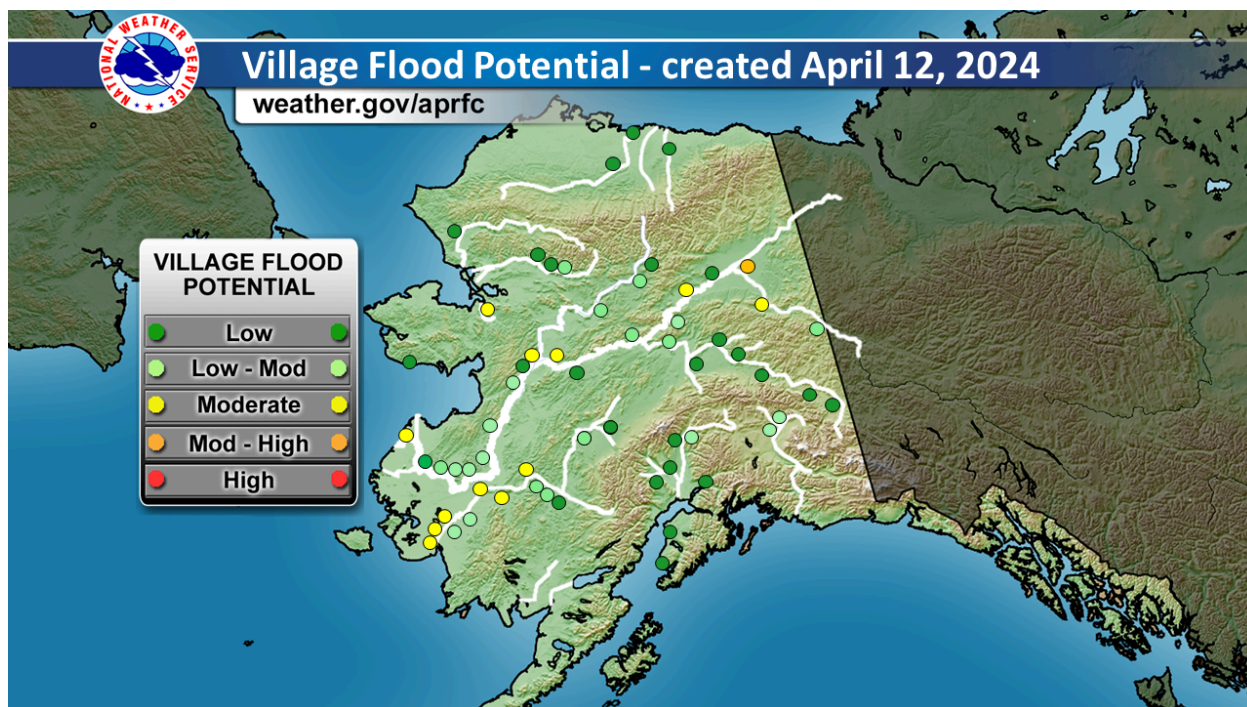 NATIONAL WEATHER SERVICE
Village Flood Potential - created April 12, 2024
weather.gov/aprfc
VILLAGE FLOOD
POTENTIAL
Low
Low - Mod
Moderate
Mod - High
High